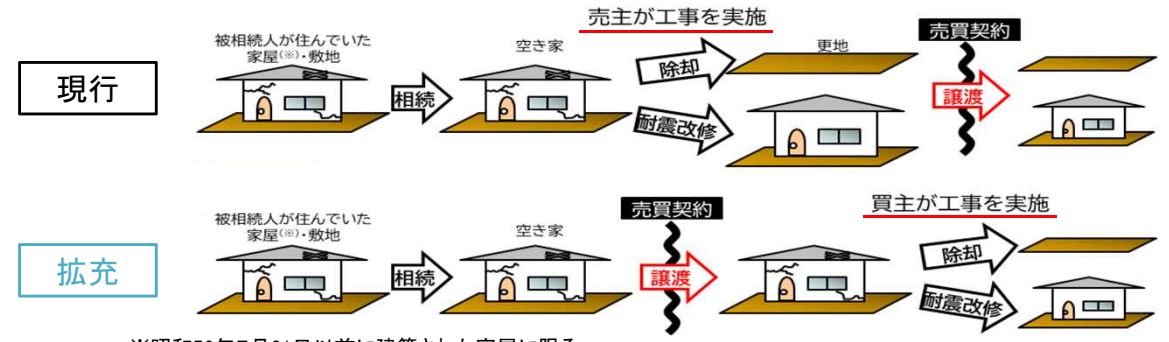 売主が工事を実施
現行
被相続人が住んでいた
家屋(※)・敷地
相続
空き家
除却
耐震改修
更地
売買契約
譲渡
買主が工事を実施
拡充
被相続人が住んでいた
家屋(※)・敷地
相続
空き家
売買契約
譲渡
除却
耐震改修